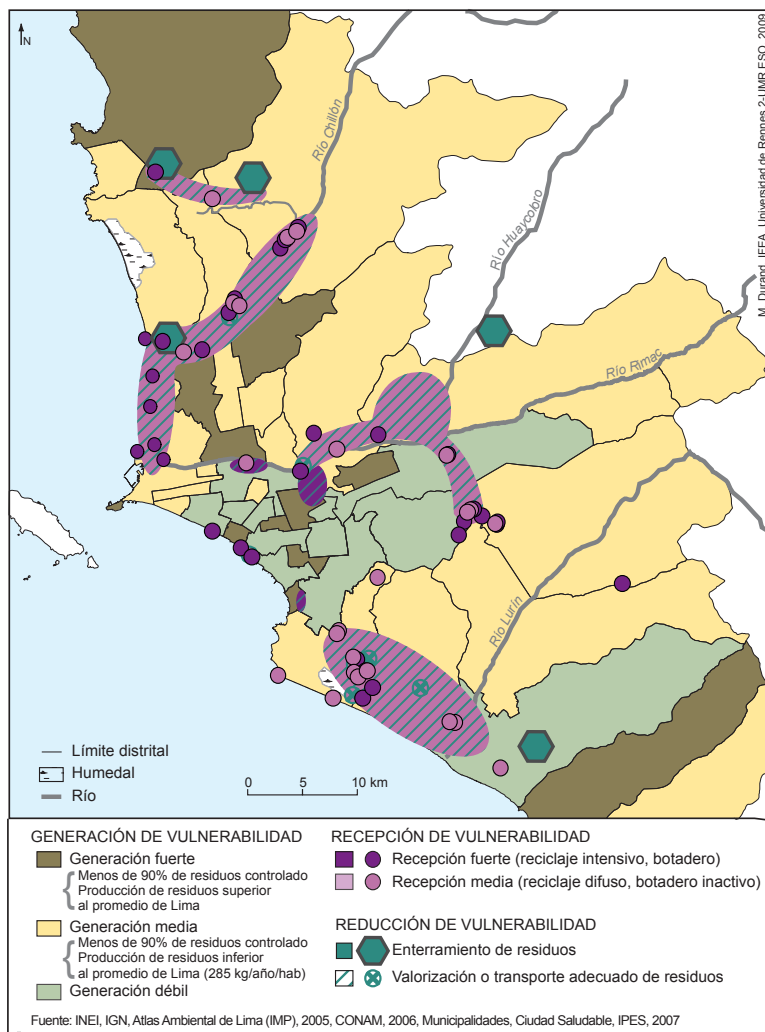 N
Río Chillón
Río Huaycoloro
Río Rímac
Río Lurín
M. Durand, IFEA, Universidad de Rennes 2-UMR ESO, 2009
Límite distrital
Humedal
Río
0 5 10 km
GENERACIÓN DE VULNERABILIDAD
Generación fuerte
Menos de 90% de residuos controlado
Producción de residuos superior
al promedio de Lima
Generación media
Menos de 90% de residuos controlado
Producción de residuos inferior
al promedio de Lima (285 kg/año/hab)
Generación débil
RECEPCIÓN DE VULNERABILIDAD
Recepción fuerte (reciclaje intensivo, botadero)
Recepción media (reciclaje difuso, botadero inactivo)
REDUCCIÓN DE VULNERABILIDAD
Enterramiento de residuos
Valorización o transporte adecuado de residuos
Fuente: INEI, IGN, Atlas Ambiental de Lima (IMP), 2005, CONAM, 2006, Municipalidades, Ciudad Saludable, IPES, 2007